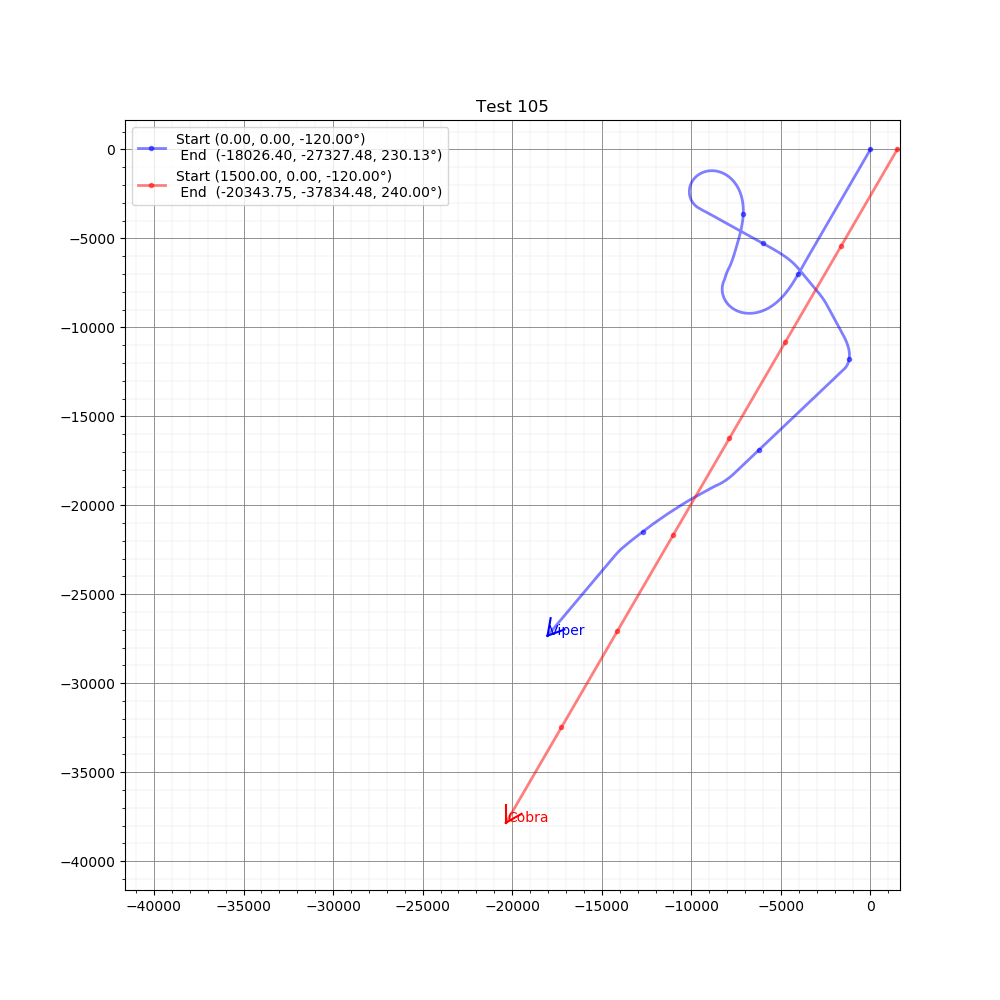 Test 105
Start (0.00, 0.00, -120.00°)
End  (-18026.40, -27327.48, 230.13°)
Start (1500.00, 0.00, -120.00°)
End  (-20343.75, -37834.48, 240.00°)
0
−5000
−10000
−15000
−20000
−25000
−30000
−35000
−40000
Viper
Cobra
−40000 −35000 −30000 −25000 −20000 −15000 −10000 −5000 0